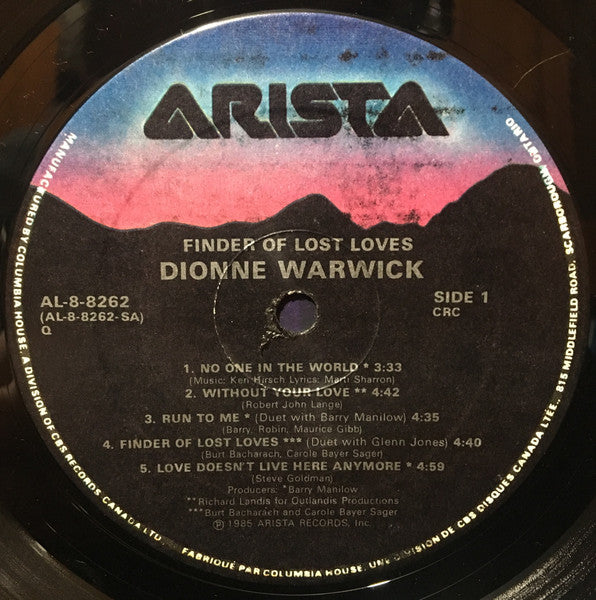 ARISTA
FINDER OF LOST LOVES
DIONNE WARWICK
AL-8-8262
(AL-8-8262-SA)
Q
SIDE 1
CRC
1. NO ONE IN THE WORLD * 3:33
(Music: Ken Hirsch Lyrics: Marti Sharron)
2. WITHOUT YOUR LOVE ** 4:42
(Robert John Lange)
3. RUN TO ME * (Duet with Barry Manilow) 4:35
(Barry, Robin, Maurice Gibb)
4. FINDER OF LOST LOVES *** (Duet with Glenn Jones) 4:40
(Burt Bacharach, Carole Bayer Sager)
5. LOVE DOESN'T LIVE HERE ANYMORE * 4:59
(Steve Goldman)
Producers: *Barry Manilow
**Richard Landis for Outlandis Productions
***Burt Bacharach and Carole Bayer Sager
Ⓟ 1985 ARISTA RECORDS, Inc.
MANUFACTURED BY COLUMBIA HOUSE, A DIVISION OF CBS RECORDS CANADA LTD., 815 MIDDLEFIELD ROAD, SCARBOROUGH, ONTARIO
FABRIQUÉ PAR COLUMBIA HOUSE, UNE DIVISION DE CBS DISQUES CANADA LTÉE.,